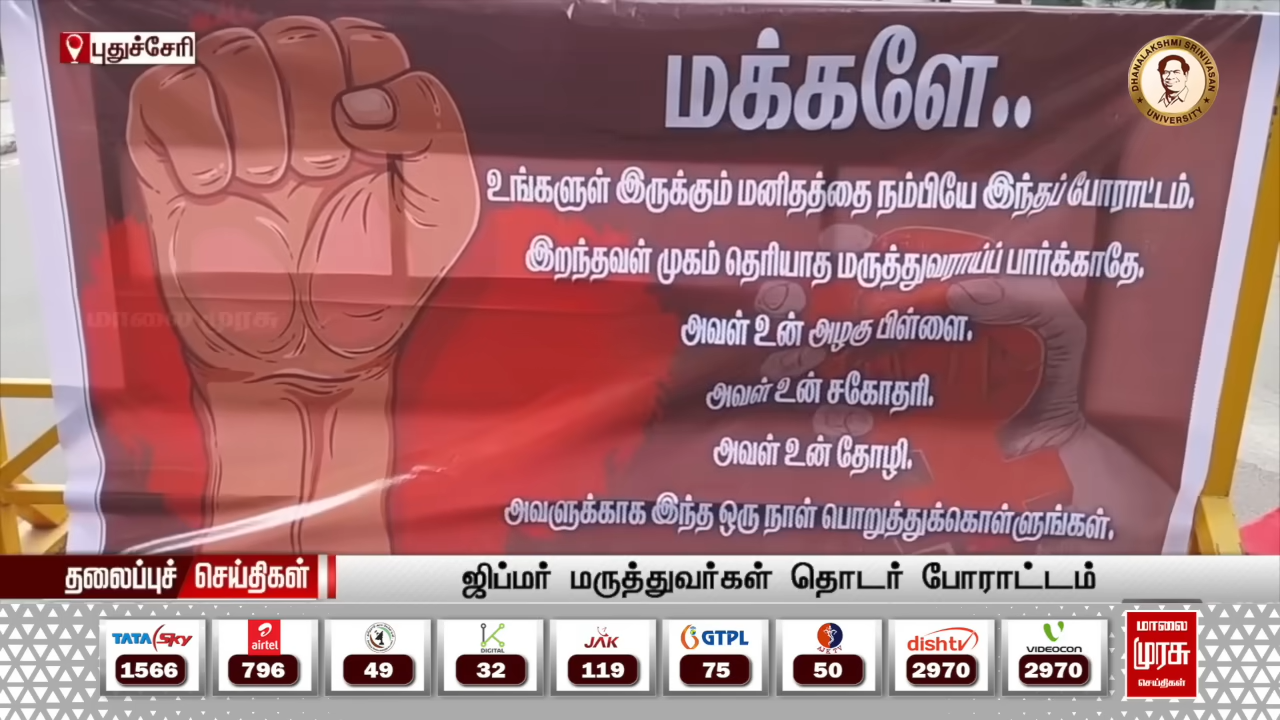 புதுச்சேரி
DHANALAKSHMI SRINIVASAN
UNIVERSITY
மக்களே..
உங்களுள் இருக்கும் மனிதத்தை நம்பியே இந்தப் போராட்டம்.
இறந்தவள் முகம் தெரியாத மருத்துவராய்ப் பார்க்காதே.
மாலை முரசு
அவள் உன் அழகு பிள்ளை.
அவள் உன் சகோதரி.
அவள் உன் தோழி.
அவளுக்காக இந்த ஒரு நாள் பொறுத்துக்கொள்ளுங்கள்.
தலைப்புச் செய்திகள்
ஜிப்மர் மருத்துவர்கள் தொடர் போராட்டம்
TATA Sky airtel DIGITAL JAK GTPL AJK TV dishtv VIDEOCON
1566 796 49 32 119 75 50 2970 2970
மாலை
முரசு
செய்திகள்